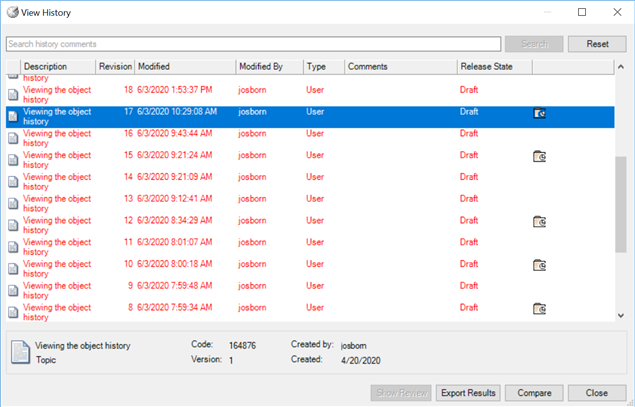 View History
Search history comments
Search
Reset
Description Revision Modified Modified By Type Comments Release State
history
Viewing the object history 18 6/3/2020 1:53:37 PM josborn User Draft
Viewing the object history 17 6/3/2020 10:29:08 AM josborn User Draft
Viewing the object history 16 6/3/2020 9:43:44 AM josborn User Draft
Viewing the object history 15 6/3/2020 9:21:24 AM josborn User Draft
Viewing the object history 14 6/3/2020 9:21:09 AM josborn User Draft
Viewing the object history 13 6/3/2020 9:12:41 AM josborn User Draft
Viewing the object history 12 6/3/2020 8:34:29 AM josborn User Draft
Viewing the object history 11 6/3/2020 8:01:07 AM josborn User Draft
Viewing the object history 10 6/3/2020 8:00:18 AM josborn User Draft
Viewing the object history 9 6/3/2020 7:59:48 AM josborn User Draft
Viewing the object history 8 6/3/2020 7:59:34 AM josborn User Draft
Viewing the object history Code: 164876 Created by: josborn
Topic Version: 1 Created: 4/20/2020
Show Review Export Results Compare Close